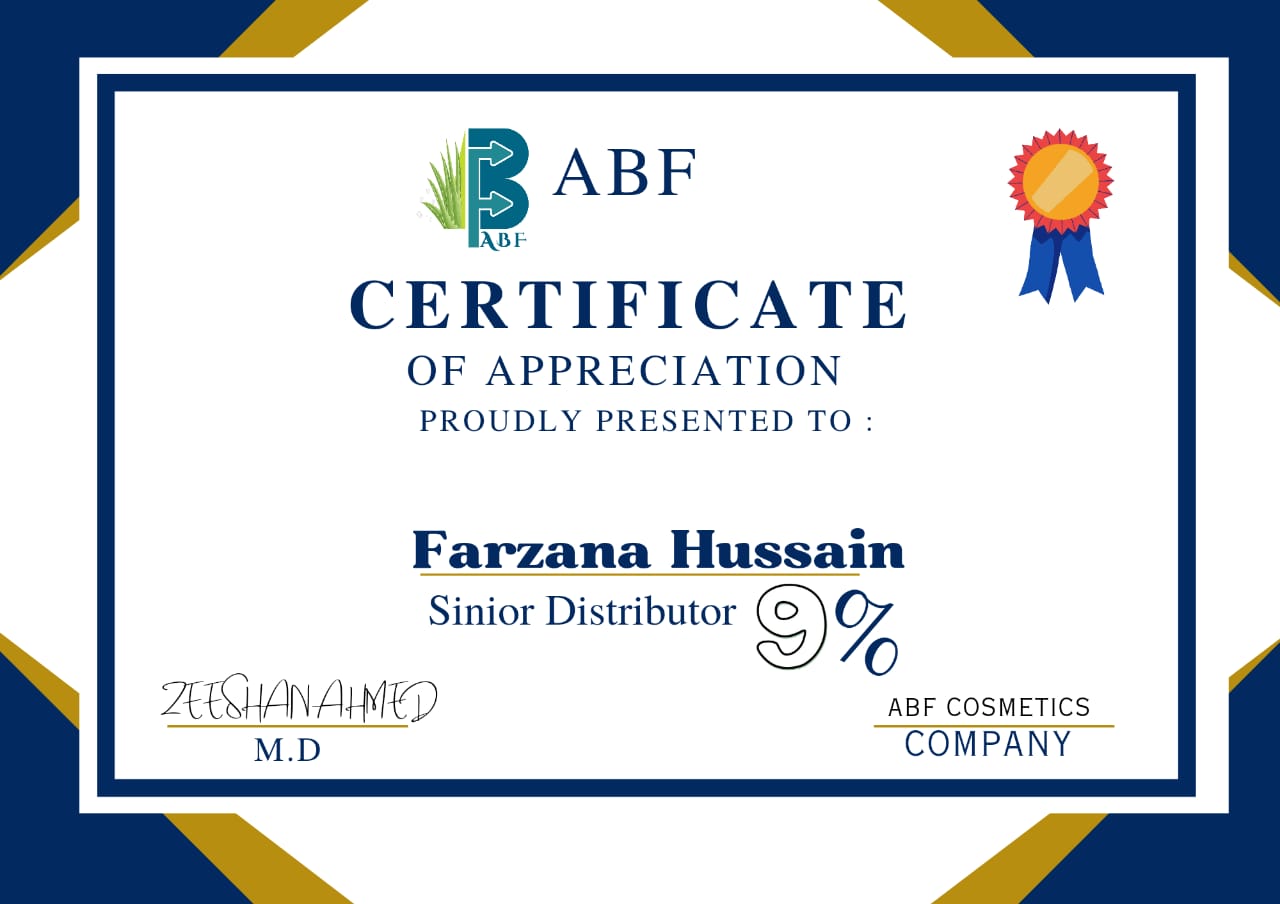 ABF
ABF
CERTIFICATE
OF APPRECIATION
PROUDLY PRESENTED TO :
Farzana Hussain
Sinior Distributor 9%
ZEESHAN AHMED
M.D
ABF COSMETICS
COMPANY